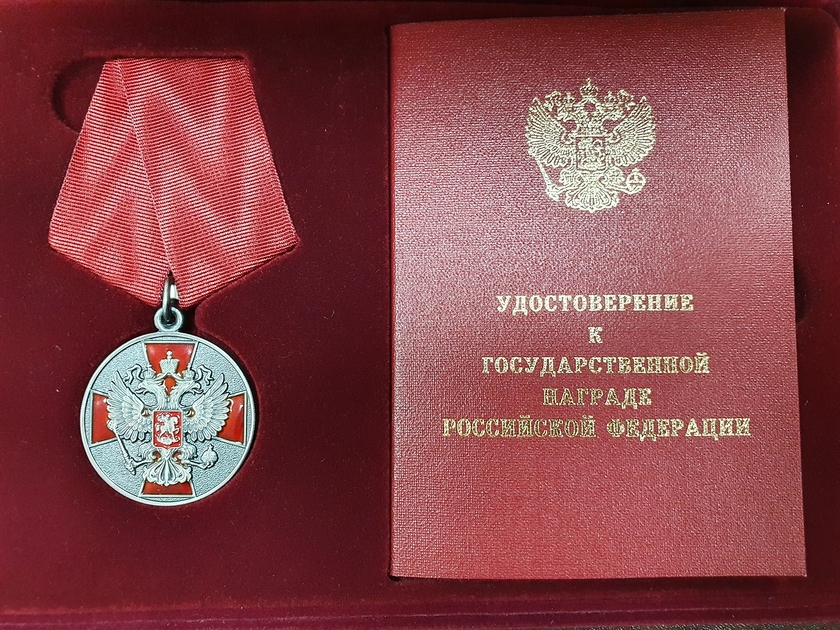 УДОСТОВЕРЕНИЕ
К
ГОСУДАРСТВЕННОЙ
НАГРАДЕ
РОССИЙСКОЙ ФЕДЕРАЦИИ